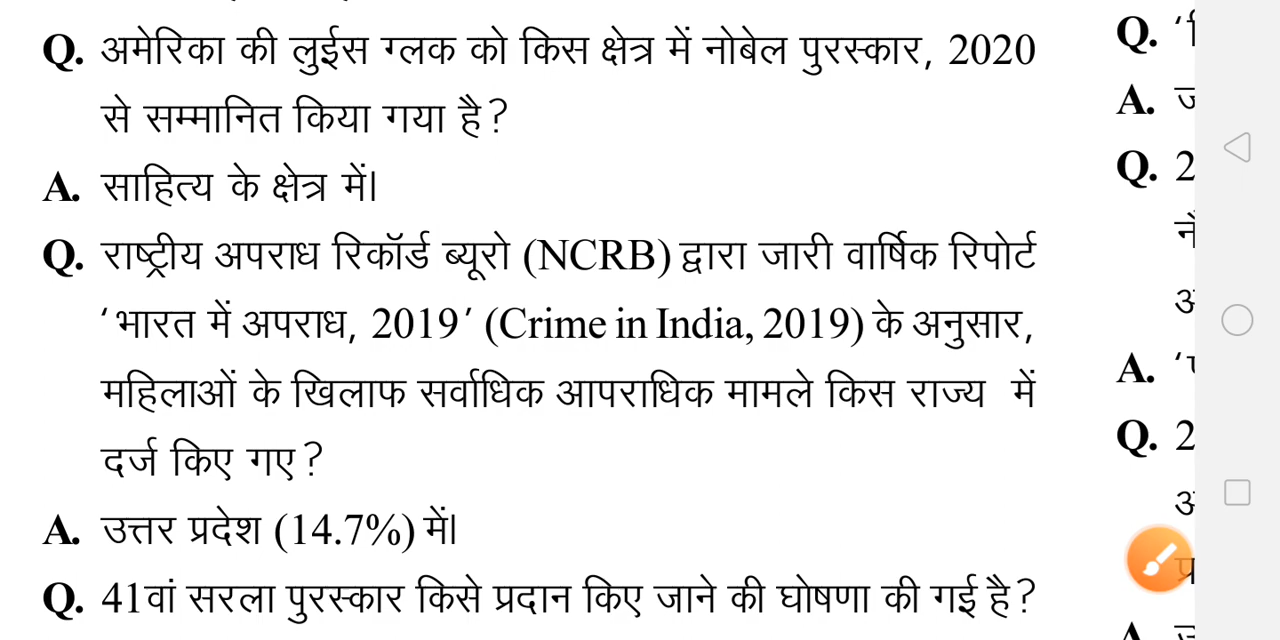 Q. अमेरिका की लुईस ग्लक को किस क्षेत्र में नोबेल पुरस्कार, 2020
से सम्मानित किया गया है?
A. साहित्य के क्षेत्र में।
Q. राष्ट्रीय अपराध रिकॉर्ड ब्यूरो (NCRB) द्वारा जारी वार्षिक रिपोर्ट
‘भारत में अपराध, 2019’ (Crime in India, 2019) के अनुसार,
महिलाओं के खिलाफ सर्वाधिक आपराधिक मामले किस राज्य में
दर्ज किए गए?
A. उत्तर प्रदेश (14.7%) में।
Q. 41वां सरला पुरस्कार किसे प्रदान किए जाने की घोषणा की गई है?
Q.
A.
Q. 2
A.
Q. 2